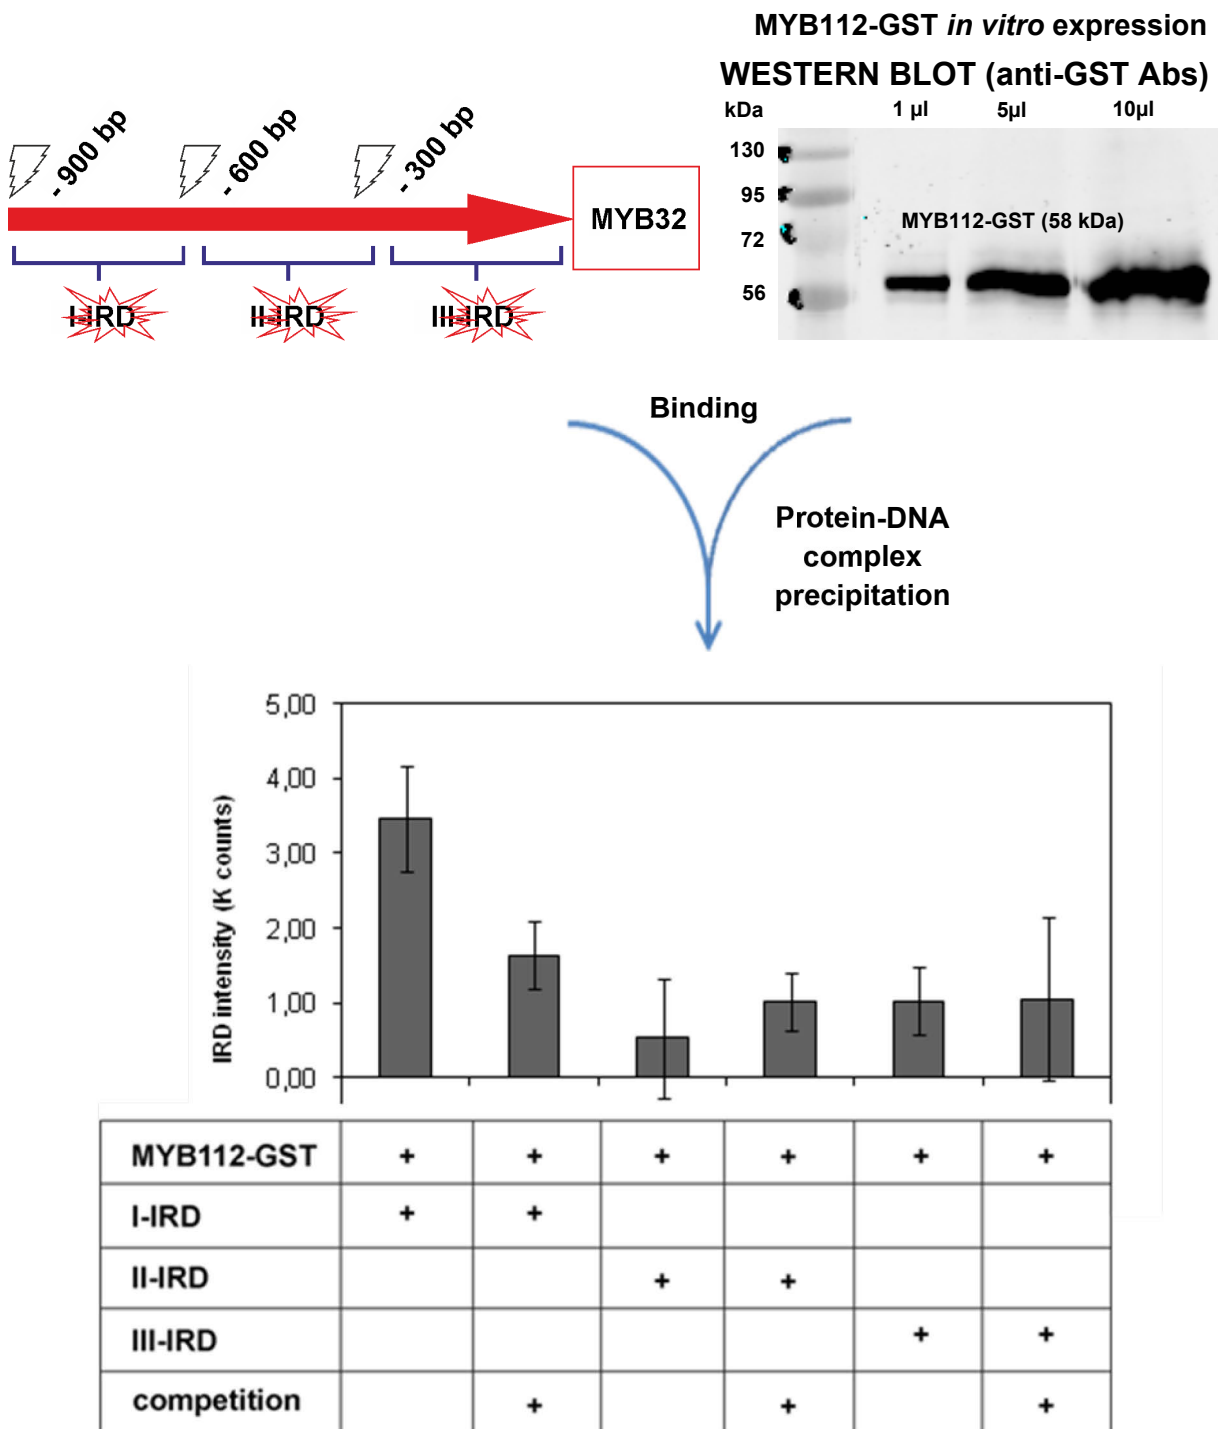 MYB112-GST in vitro expression
WESTERN BLOT (anti-GST Abs)
kDa 1 µl 5µl 10µl
- 900 bp
- 600 bp
- 300 bp
MYB32
I-IRD
II-IRD
III-IRD
130
95
72
56
MYB112-GST (58 kDa)
Binding
Protein-DNA
complex
precipitation
IRD intensity (K counts)
5,00
4,00
3,00
2,00
1,00
0,00
MYB112-GST + + + + + +
I-IRD + +
II-IRD + +
III-IRD + +
competition + + +